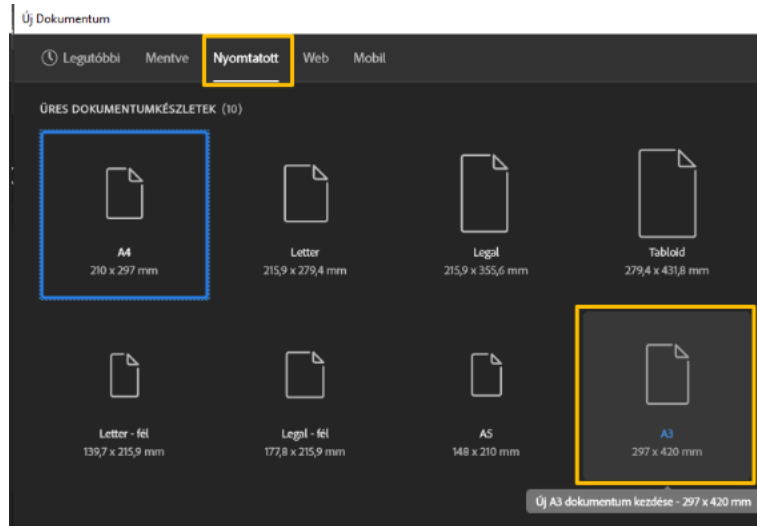 Új Dokumentum
Legutóbbi Mentve Nyomtatott Web Mobil
ÜRES DOKUMENTUMKÉSZLETEK (10)
A4 Letter Legal Tabloid
210 x 297 mm 215,9 x 279,4 mm 215,9 x 355,6 mm 279,4 x 431,8 mm
Letter - fél Legal - fél A5 A3
139,7 x 215,9 mm 177,8 x 215,9 mm 148 x 210 mm 297 x 420 mm
Új A3 dokumentum kezdése - 297 x 420 mm